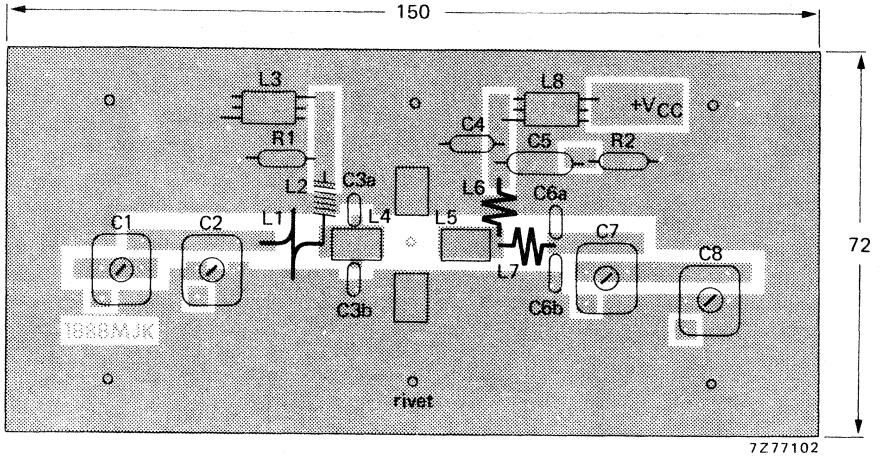 150
L3
L8
+VCC
C4
R1
C5
R2
L2
C3a
L6
C6a
C1
C2
L1
L4
L5
C7
C8
72
L7
C3b
C6b
1888MJK
rivet
7Z77102